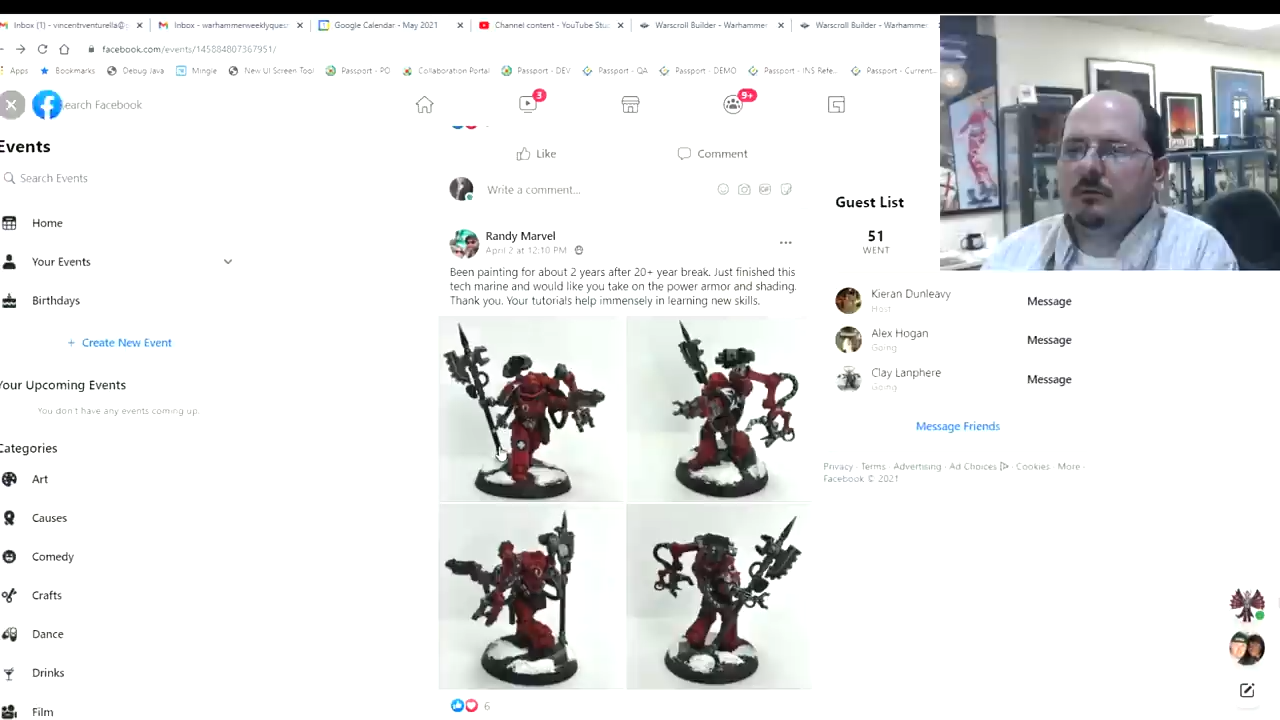 Inbox (1) - vincentrventurella@g
Inbox - warhammerweeklyques
Google Calendar - May 2021
Channel content - YouTube Stu
Warscroll Builder - Warhammer
Warscroll Builder - Warhammer
facebook.com/events/145884807367951/
Apps
Bookmarks
Debug Java
Mingle
New UI Screen Tool
Passport - PD
Collaboration Portal
Passport - DEV
Passport - QA
Passport - DEMO
Passport - INS Rete...
Passport - Current...
Search Facebook
3
9+
Events
Search Events
Home
Your Events
Birthdays
+ Create New Event
Your Upcoming Events
You don't have any events coming up.
Categories
Art
Causes
Comedy
Crafts
Dance
Drinks
Film
Like
Comment
Write a comment...
GIF
Randy Marvel
April 2 at 12:10 PM
Been painting for about 2 years after 20+ year break. Just finished this
tech marine and would like you take on the power armor and shading.
Thank you. Your tutorials help immensely in learning new skills.
6
Guest List
51
WENT
Kieran Dunleavy
Host
Message
Alex Hogan
Going
Message
Clay Lanphere
Going
Message
Message Friends
Privacy · Terms · Advertising · Ad Choices · Cookies · More ·
Facebook © 2021